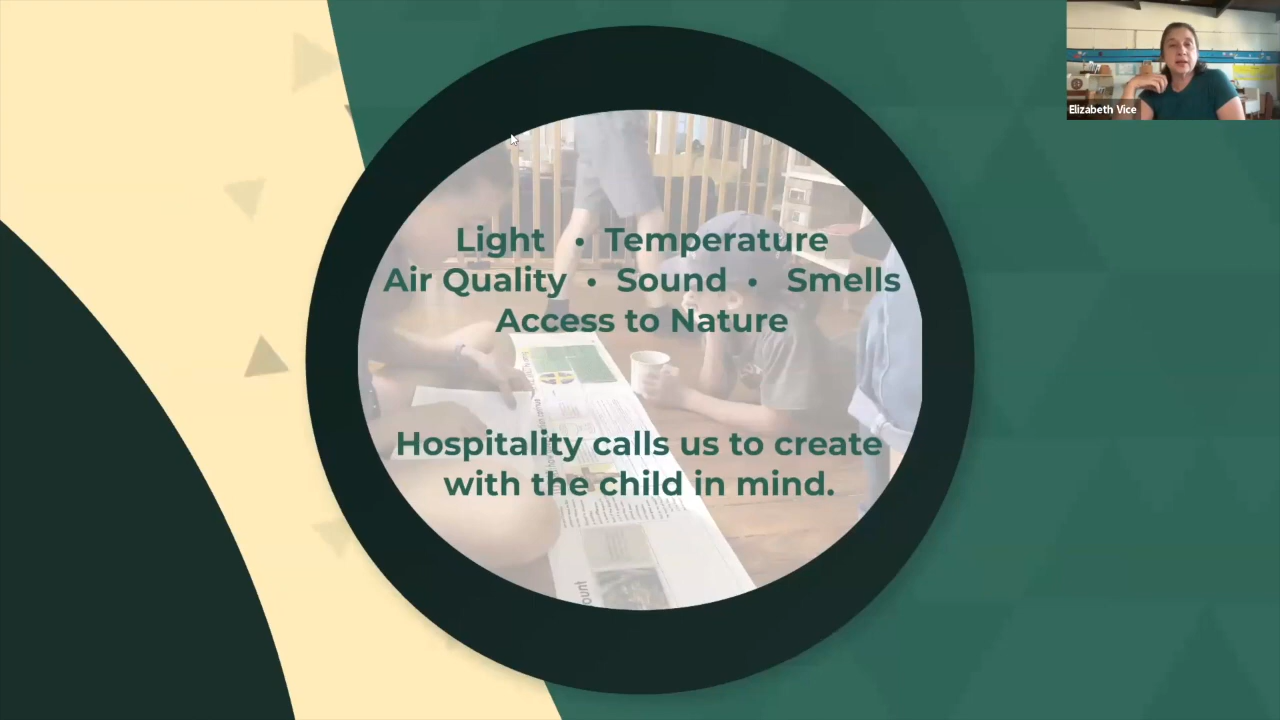 Light • Temperature
Air Quality • Sound • Smells
Access to Nature
Hospitality calls us to create
with the child in mind.
Elizabeth Vice